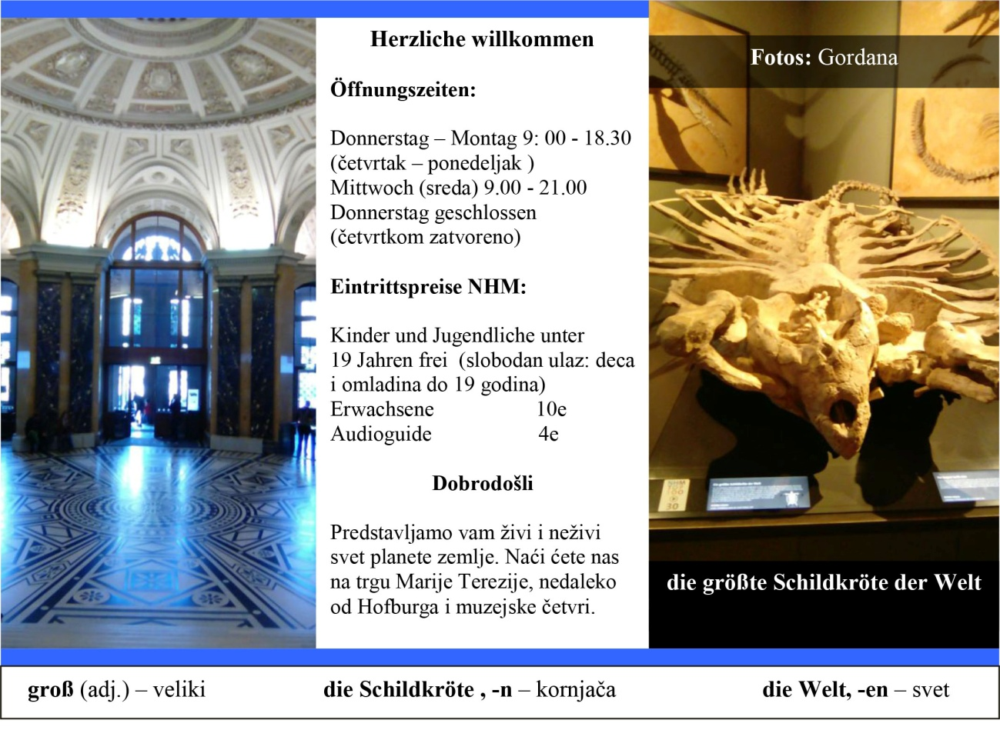 Herzliche willkommen
Öffnungszeiten:
Donnerstag – Montag 9: 00 - 18.30
(četvrtak – ponedeljak )
Mittwoch (sreda) 9.00 - 21.00
Donnerstag geschlossen
(četvrtkom zatvoreno)
Eintrittspreise NHM:
Kinder und Jugendliche unter
19 Jahren frei (slobodan ulaz: deca
i omladina do 19 godina)
Erwachsene 10e
Audioguide 4e
Dobrodošli
Predstavljamo vam živi i neživi
svet planete zemlje. Naći ćete nas
na trgu Marije Terezije, nedaleko
od Hofburga i muzejske četvri.
Fotos: Gordana
NHM
TOP
100
30
die größte Schildkröte der Welt
groß (adj.) – veliki
die Schildkröte , -n – kornjača
die Welt, -en – svet